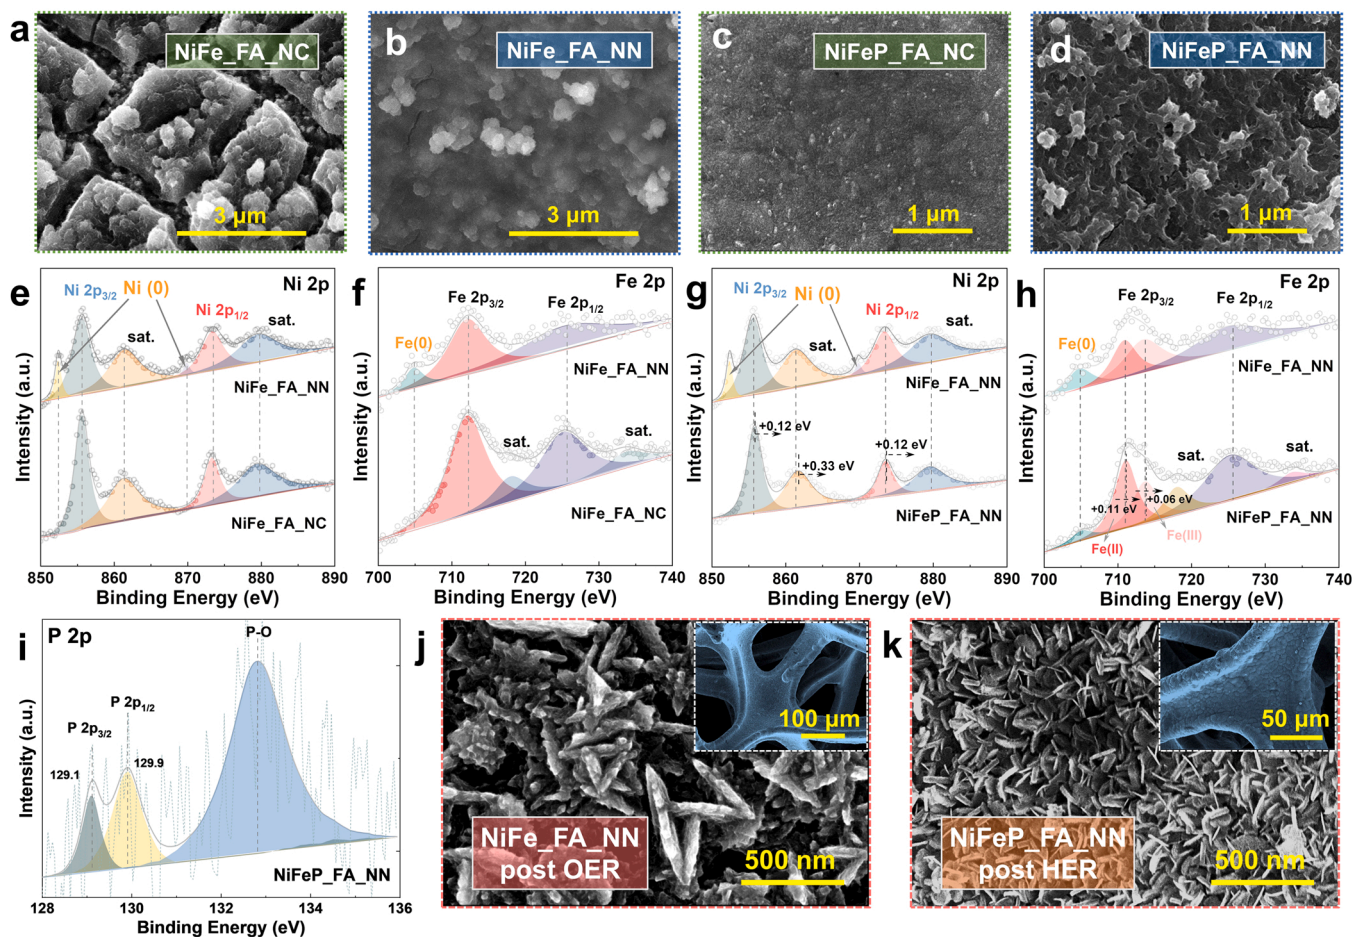 a
NiFe_FA_NC
3 µm
b
NiFe_FA_NN
3 µm
c
NiFeP_FA_NC
1 µm
d
NiFeP_FA_NN
1 µm
e
Ni 2p
Ni 2p3/2
Ni (0)
Ni 2p1/2
sat.
sat.
NiFe_FA_NN
NiFe_FA_NC
Intensity (a.u.)
850 860 870 880 890
Binding Energy (eV)
f
Fe 2p
Fe 2p3/2
Fe 2p1/2
Fe(0)
NiFe_FA_NN
sat.
sat.
NiFe_FA_NC
Intensity (a.u.)
700 710 720 730 740
Binding Energy (eV)
g
Ni 2p
Ni 2p3/2
Ni (0)
Ni 2p1/2
sat.
sat.
NiFe_FA_NN
+0.12 eV
+0.12 eV
+0.33 eV
NiFeP_FA_NN
Intensity (a.u.)
850 860 870 880 890
Binding Energy (eV)
h
Fe 2p
Fe 2p3/2
Fe 2p1/2
Fe(0)
NiFe_FA_NN
sat.
sat.
+0.06 eV
+0.11 eV
NiFeP_FA_NN
Fe(II)
Fe(III)
Intensity (a.u.)
700 710 720 730 740
Binding Energy (eV)
i
P 2p
P-O
P 2p1/2
P 2p3/2
129.1
129.9
NiFeP_FA_NN
Intensity (a.u.)
128 130 132 134 136
Binding Energy (eV)
j
100 µm
NiFe_FA_NN
post OER
500 nm
k
50 µm
NiFeP_FA_NN
post HER
500 nm